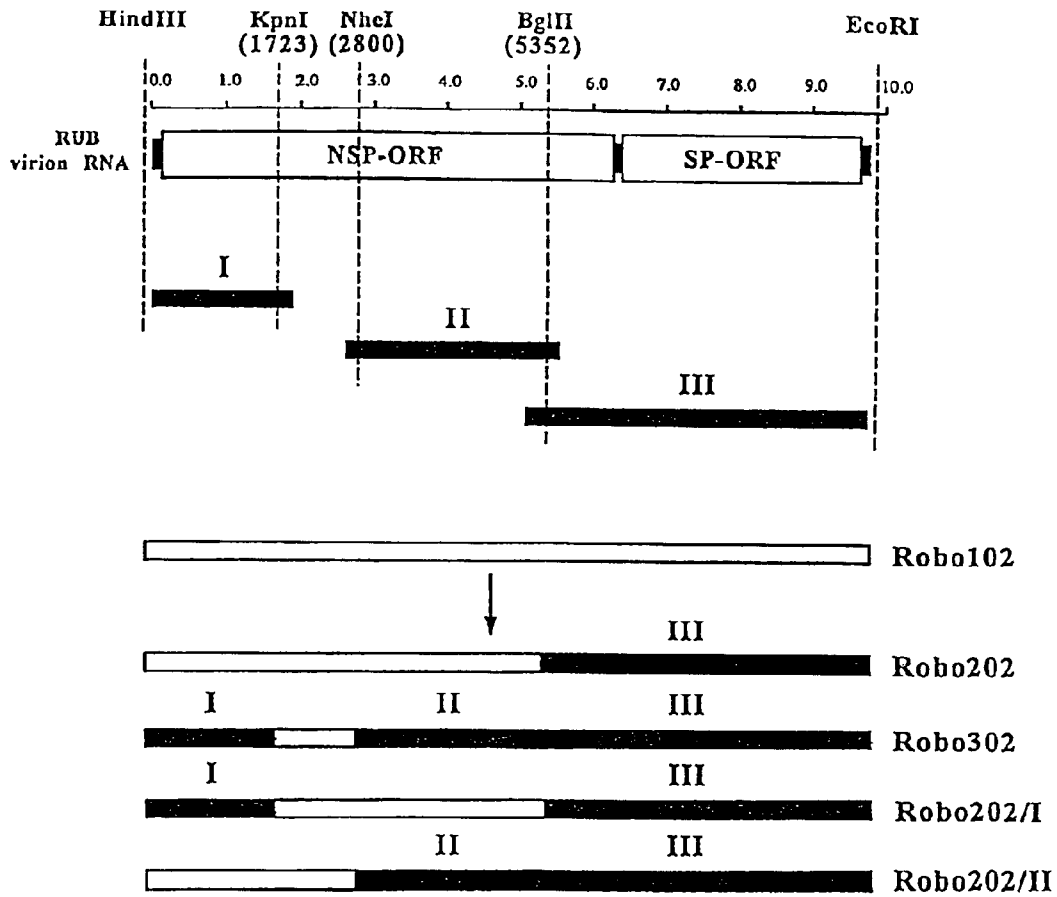 HindIII KpnI NheI BglII EcoRI
(1723) (2800) (5352)
0.0 1.0 2.0 3.0 4.0 5.0 6.0 7.0 8.0 9.0 10.0
RUB
virion RNA
NSP-ORF SP-ORF
I
II
III
Robo102
III
Robo202
I II III
Robo302
I III
Robo202/I
II III
Robo202/II